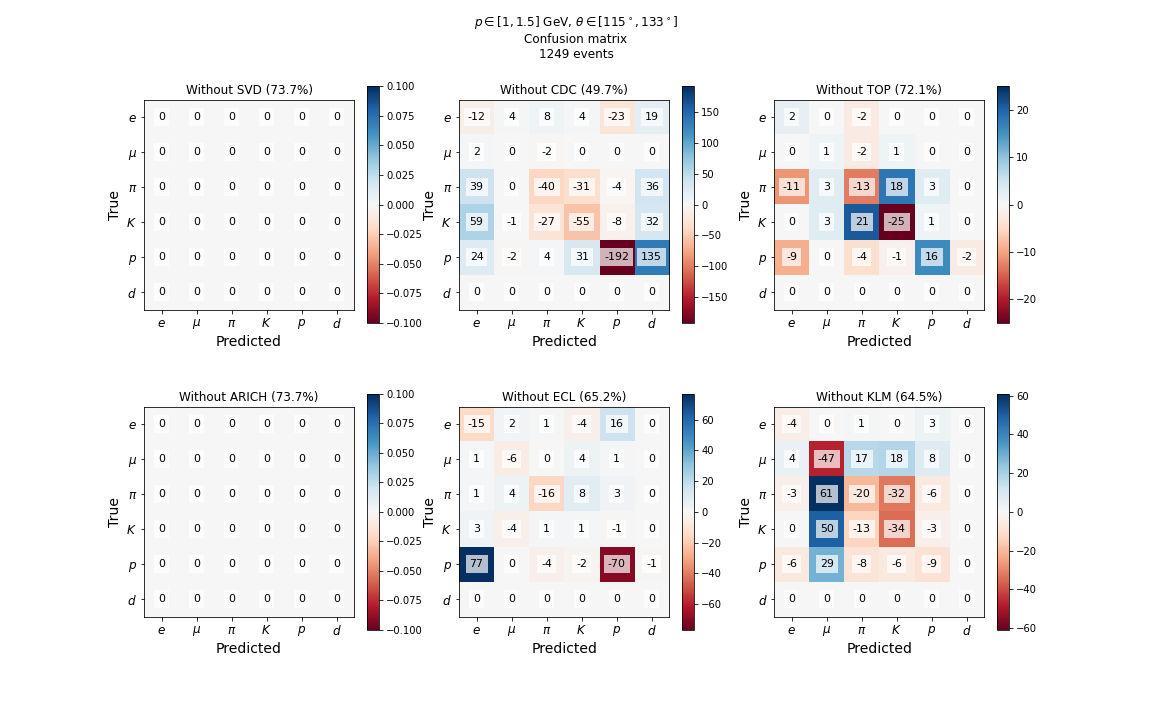 p ∈ [1, 1.5] GeV, θ ∈ [115°, 133°]
Confusion matrix
1249 events
Without SVD (73.7%)
e 0 0 0 0 0 0
μ 0 0 0 0 0 0
π 0 0 0 0 0 0
K 0 0 0 0 0 0
p 0 0 0 0 0 0
d 0 0 0 0 0 0
e μ π K p d
True
Predicted
0.100
0.075
0.050
0.025
0.000
−0.025
−0.050
−0.075
−0.100
Without CDC (49.7%)
e -12 4 8 4 -23 19
μ 2 0 -2 0 0 0
π 39 0 -40 -31 -4 36
K 59 -1 -27 -55 -8 32
p 24 -2 4 31 -192 135
d 0 0 0 0 0 0
e μ π K p d
True
Predicted
150
100
50
0
−50
−100
−150
Without TOP (72.1%)
e 2 0 -2 0 0 0
μ 0 1 -2 1 0 0
π -11 3 -13 18 3 0
K 0 3 21 -25 1 0
p -9 0 -4 -1 16 -2
d 0 0 0 0 0 0
e μ π K p d
True
Predicted
20
10
0
−10
−20
Without ARICH (73.7%)
e 0 0 0 0 0 0
μ 0 0 0 0 0 0
π 0 0 0 0 0 0
K 0 0 0 0 0 0
p 0 0 0 0 0 0
d 0 0 0 0 0 0
e μ π K p d
True
Predicted
0.100
0.075
0.050
0.025
0.000
−0.025
−0.050
−0.075
−0.100
Without ECL (65.2%)
e -15 2 1 -4 16 0
μ 1 -6 0 4 1 0
π 1 4 -16 8 3 0
K 3 -4 1 1 -1 0
p 77 0 -4 -2 -70 -1
d 0 0 0 0 0 0
e μ π K p d
True
Predicted
60
40
20
0
−20
−40
−60
Without KLM (64.5%)
e -4 0 1 0 3 0
μ 4 -47 17 18 8 0
π -3 61 -20 -32 -6 0
K 0 50 -13 -34 -3 0
p -6 29 -8 -6 -9 0
d 0 0 0 0 0 0
e μ π K p d
True
Predicted
60
40
20
0
−20
−40
−60